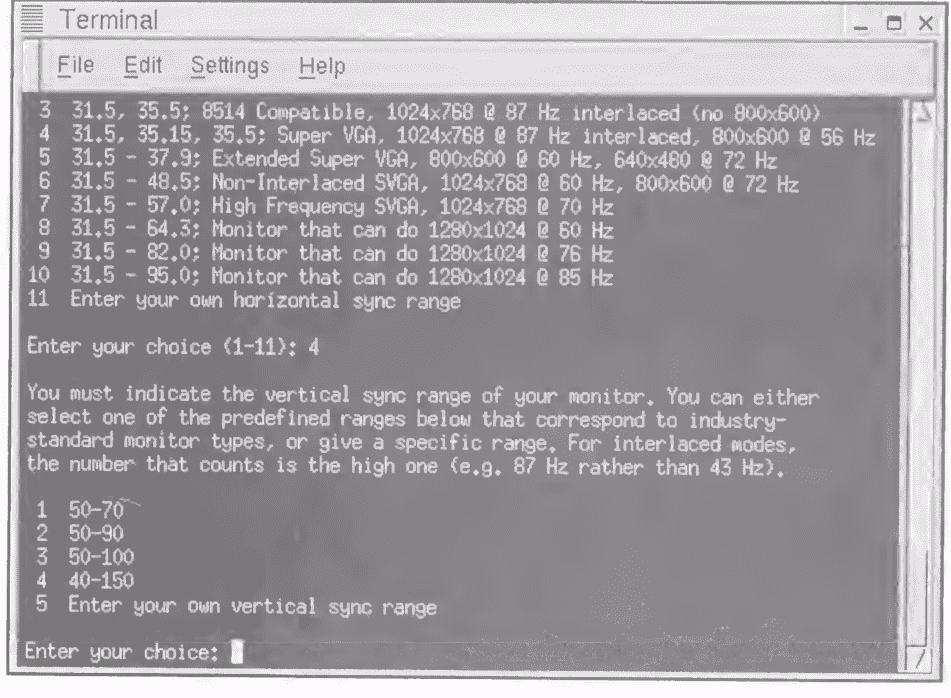 Terminal
File Edit Settings Help
3 31.5, 35.5; 8514 Compatible, 1024x768 @ 87 Hz interlaced (no 800x600)
4 31.5, 35.15, 35.5; Super VGA, 1024x768 @ 87 Hz interlaced, 800x600 @ 56 Hz
5 31.5 - 37.9; Extended Super VGA, 800x600 @ 60 Hz, 640x480 @ 72 Hz
6 31.5 - 48.5; Non-Interlaced SVGA, 1024x768 @ 60 Hz, 800x600 @ 72 Hz
7 31.5 - 57.0; High Frequency SVGA, 1024x768 @ 70 Hz
8 31.5 - 64.3; Monitor that can do 1280x1024 @ 60 Hz
9 31.5 - 82.0; Monitor that can do 1280x1024 @ 76 Hz
10 31.5 - 95.0; Monitor that can do 1280x1024 @ 85 Hz
11 Enter your own horizontal sync range
Enter your choice (1-11): 4
You must indicate the vertical sync range of your monitor. You can either
select one of the predefined ranges below that correspond to industry-
standard monitor types, or give a specific range. For interlaced modes,
the number that counts is the high one (e.g. 87 Hz rather than 43 Hz).
1 50-70
2 50-90
3 50-100
4 40-150
5 Enter your own vertical sync range
Enter your choice: